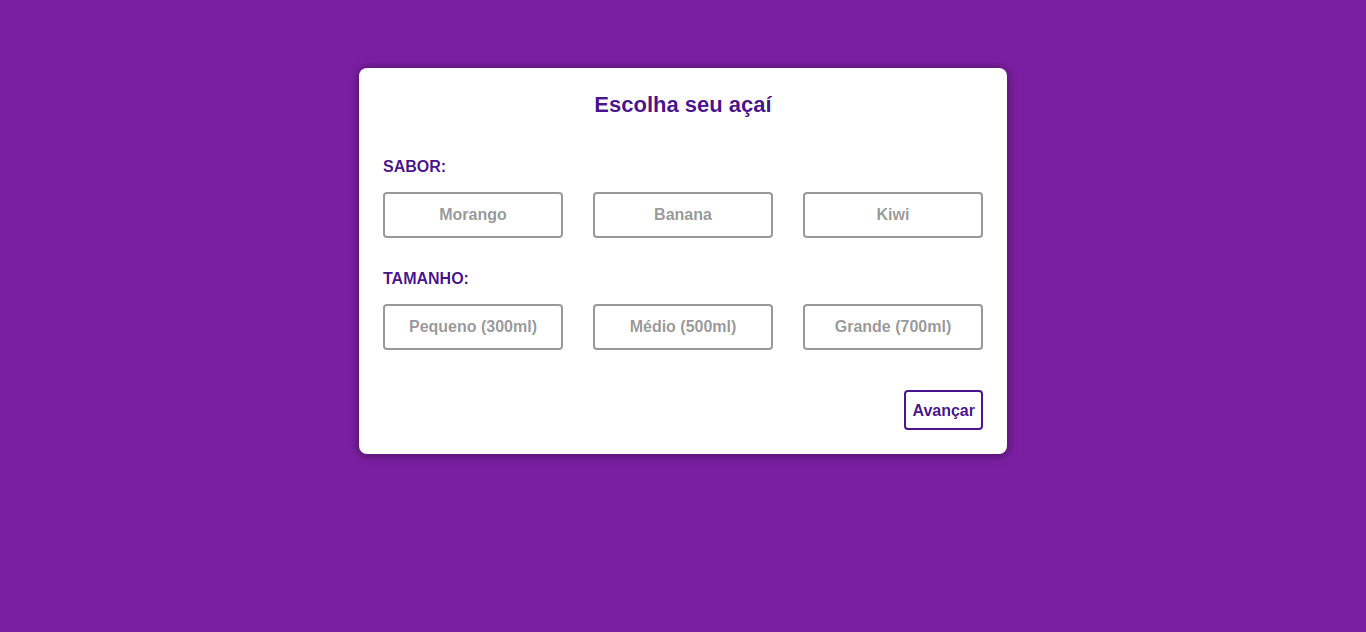 Escolha seu açaí
SABOR:
Morango Banana Kiwi
TAMANHO:
Pequeno (300ml) Médio (500ml) Grande (700ml)
Avançar